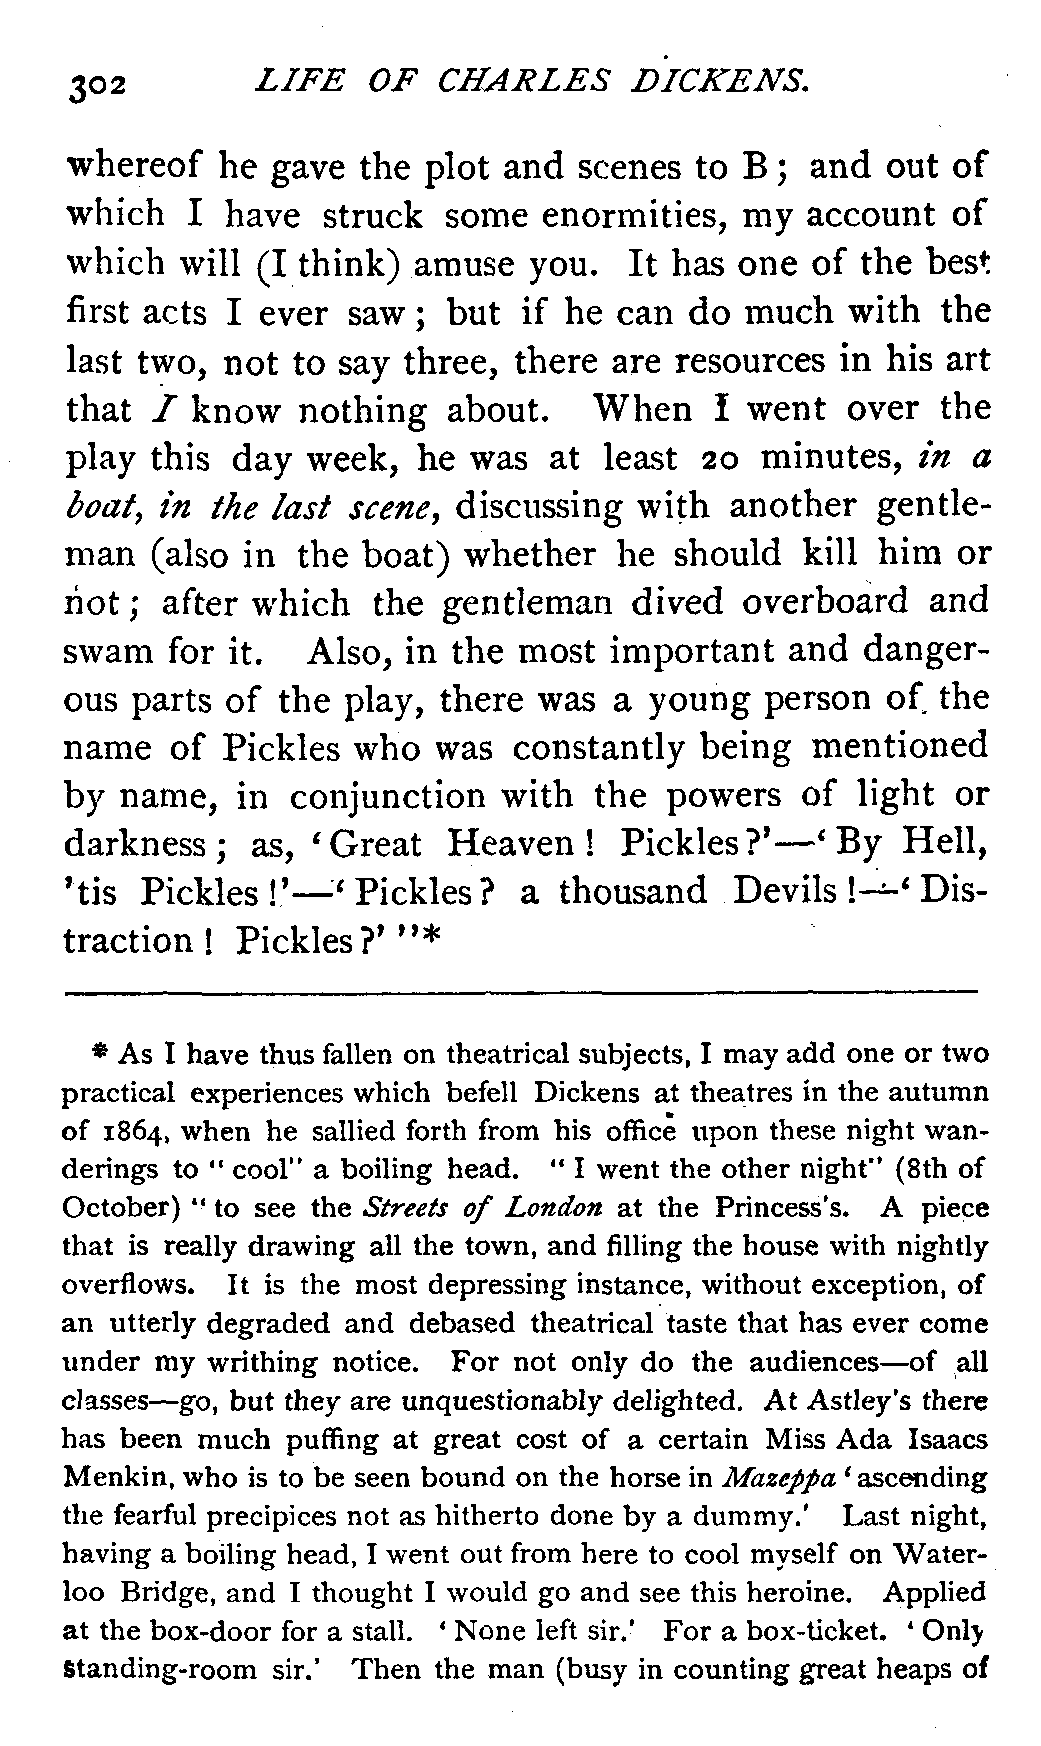 302 LIFE OF CHARLES DICKENS.
whereof he gave the plot and scenes to B ; and out of
which I have struck some enormities, my account of
which will (I think) amuse you. It has one of the best
first acts I ever saw ; but if he can do much with the
last two, not to say three, there are resources in his art
that I know nothing about. When I went over the
play this day week, he was at least 20 minutes, in a
boat, in the last scene, discussing with another gentle-
man (also in the boat) whether he should kill him or
not ; after which the gentleman dived overboard and
swam for it. Also, in the most important and danger-
ous parts of the play, there was a young person of the
name of Pickles who was constantly being mentioned
by name, in conjunction with the powers of light or
darkness ; as, ‘Great Heaven ! Pickles ?’—‘By Hell,
’tis Pickles !’—‘Pickles ? a thousand Devils !—‘Dis-
traction ! Pickles ?’ ”*
* As I have thus fallen on theatrical subjects, I may add one or two
practical experiences which befell Dickens at theatres in the autumn
of 1864, when he sallied forth from his office upon these night wan-
derings to “cool” a boiling head. “I went the other night” (8th of
October) “to see the Streets of London at the Princess’s. A piece
that is really drawing all the town, and filling the house with nightly
overflows. It is the most depressing instance, without exception, of
an utterly degraded and debased theatrical taste that has ever come
under my writhing notice. For not only do the audiences—of all
classes—go, but they are unquestionably delighted. At Astley’s there
has been much puffing at great cost of a certain Miss Ada Isaacs
Menkin, who is to be seen bound on the horse in Mazeppa ‘ascending
the fearful precipices not as hitherto done by a dummy.’ Last night,
having a boiling head, I went out from here to cool myself on Water-
loo Bridge, and I thought I would go and see this heroine. Applied
at the box-door for a stall. ‘None left sir.’ For a box-ticket. ‘Only
standing-room sir.’ Then the man (busy in counting great heaps of